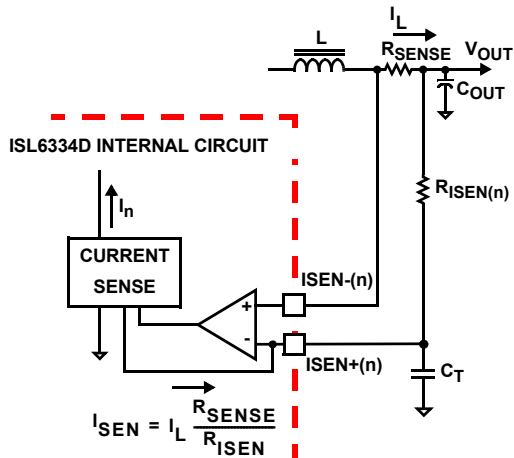 I_L
L
R_SENSE
V_OUT
C_OUT
ISL6334D INTERNAL CIRCUIT
R_ISEN(n)
I_n
CURRENT
SENSE
ISEN-(n)
+
-
ISEN+(n)
C_T
I_SEN = I_L R_SENSE / R_ISEN